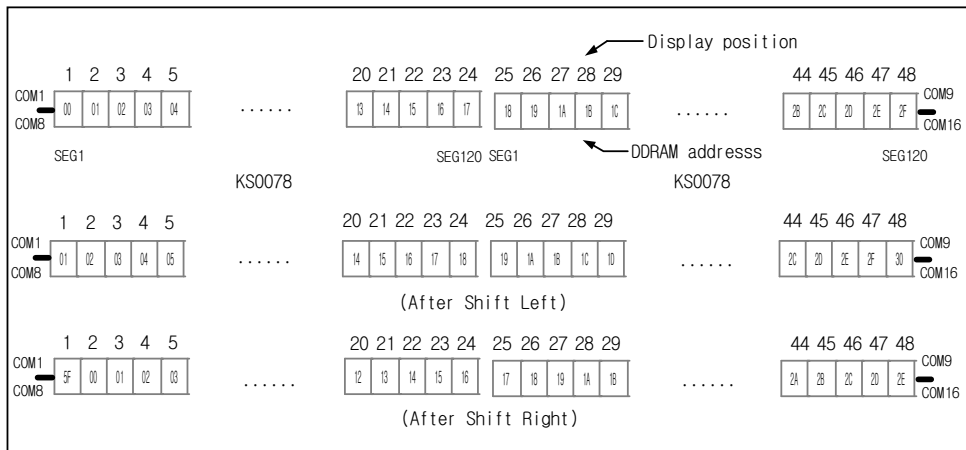 Display position
1 2 3 4 5 20 21 22 23 24 25 26 27 28 29 44 45 46 47 48
COM1 COM9
00 01 02 03 04 ...... 13 14 15 16 17 18 19 1A 1B 1C ...... 2B 2C 2D 2E 2F
COM8 COM16
SEG1 SEG120 SEG1 DDRAM addresss SEG120
KS0078 KS0078
1 2 3 4 5 20 21 22 23 24 25 26 27 28 29 44 45 46 47 48
COM1 COM9
01 02 03 04 05 ...... 14 15 16 17 18 19 1A 1B 1C 1D ...... 2C 2D 2E 2F 30
COM8 COM16
(After Shift Left)
1 2 3 4 5 20 21 22 23 24 25 26 27 28 29 44 45 46 47 48
COM1 COM9
5F 00 01 02 03 ...... 12 13 14 15 16 17 18 19 1A 1B ...... 2A 2B 2C 2D 2E
COM8 COM16
(After Shift Right)